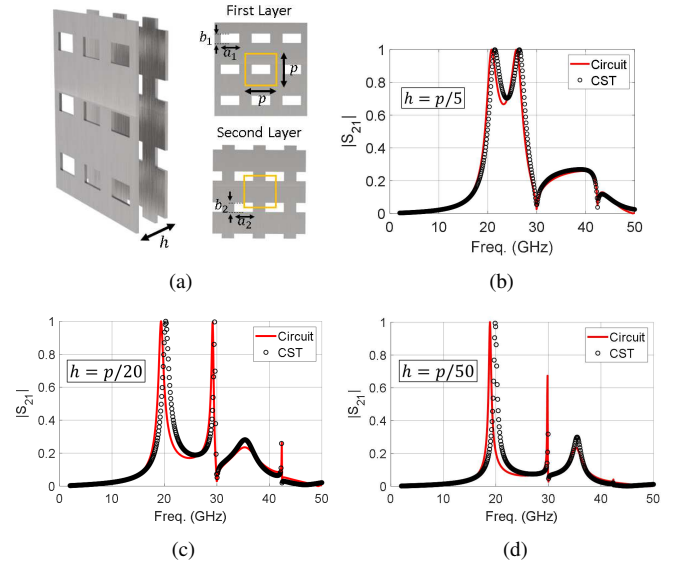 First Layer
b₁
a₁
p
p
Second Layer
b₂
a₂
h
(a)
|S₂₁|
1
0.8
0.6
0.4
0.2
0
h = p/5
Circuit
CST
0 10 20 30 40 50
Freq. (GHz)
(b)
|S₂₁|
1
0.8
0.6
0.4
0.2
0
h = p/20
Circuit
CST
0 10 20 30 40 50
Freq. (GHz)
(c)
|S₂₁|
1
0.8
0.6
0.4
0.2
0
h = p/50
Circuit
CST
0 10 20 30 40 50
Freq. (GHz)
(d)